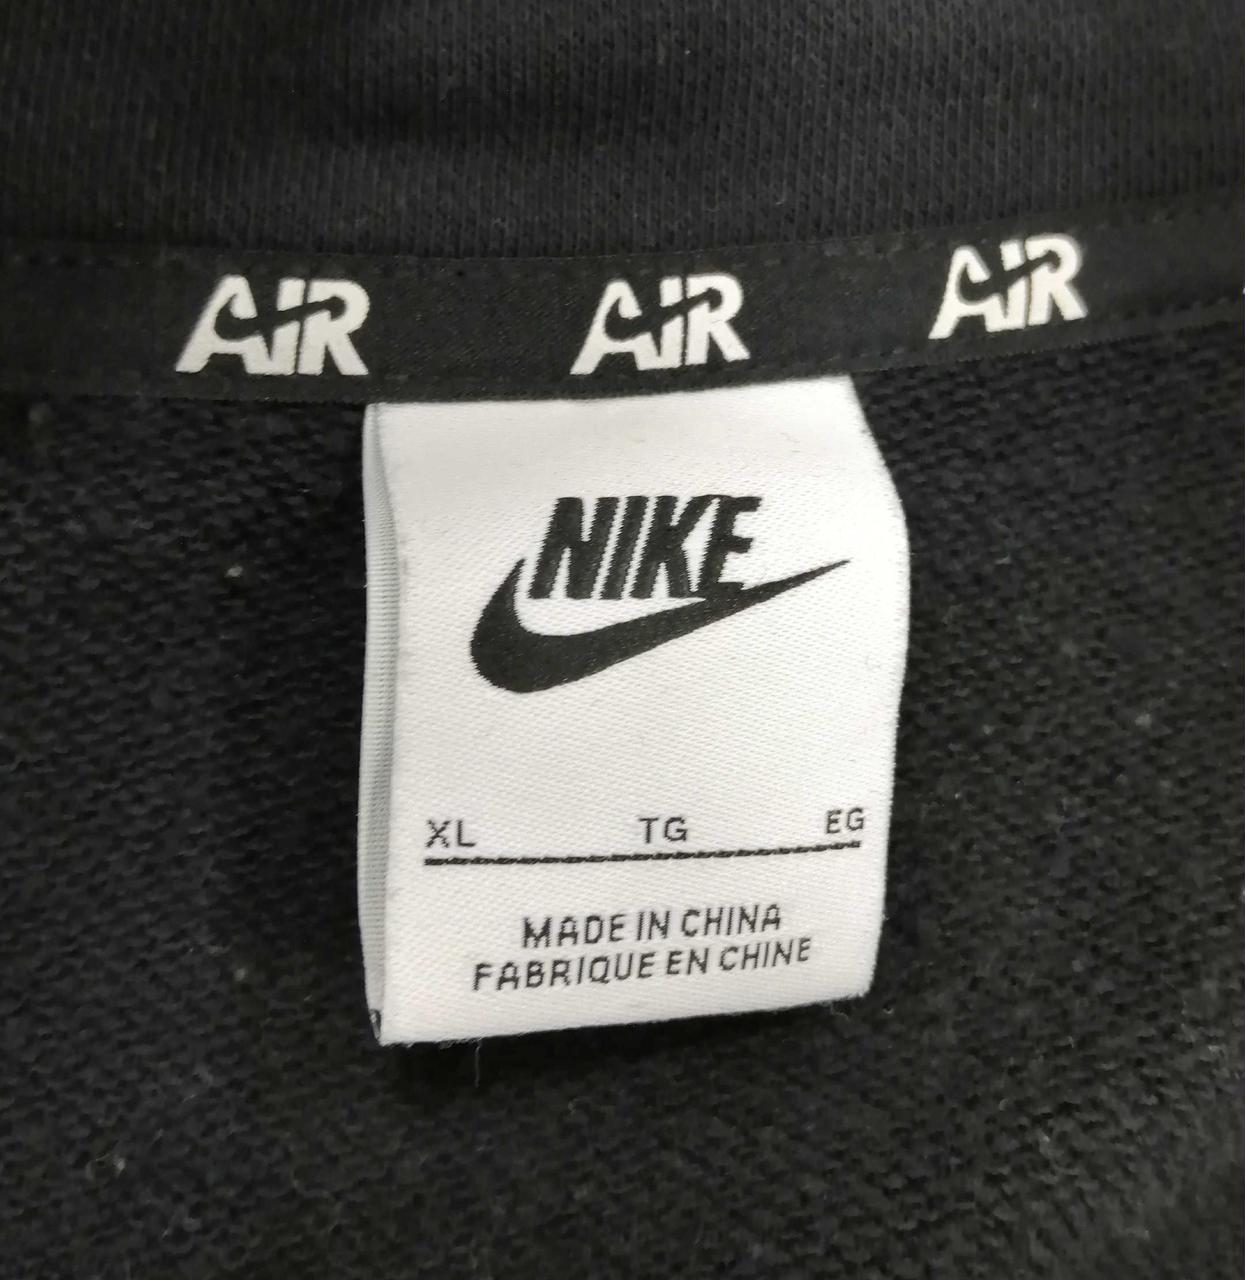 AIR AIR AIR
NIKE
XL TG EG
MADE IN CHINA
FABRIQUE EN CHINE